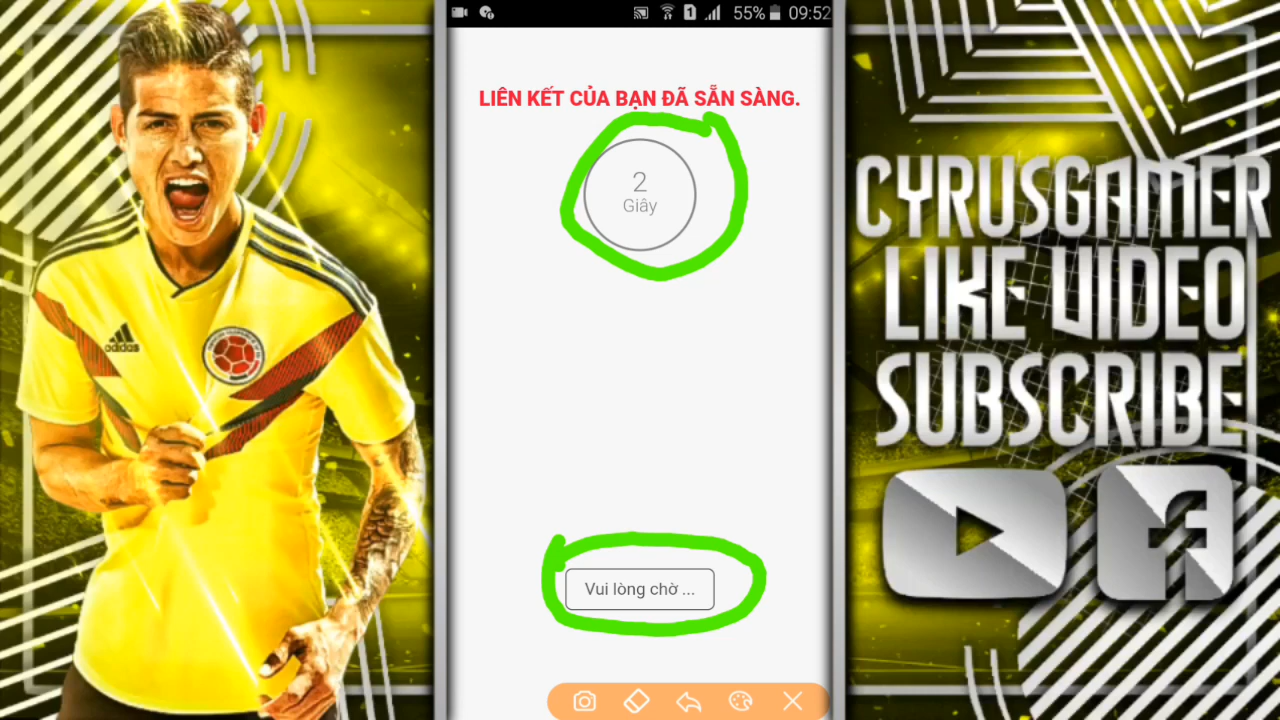 1
55%
09:52
LIÊN KẾT CỦA BẠN ĐÃ SẴN SÀNG.
2
Giây
Vui lòng chờ ...
adidas
CYRUSGAMER
LIKE VIDEO
SUBSCRIBE